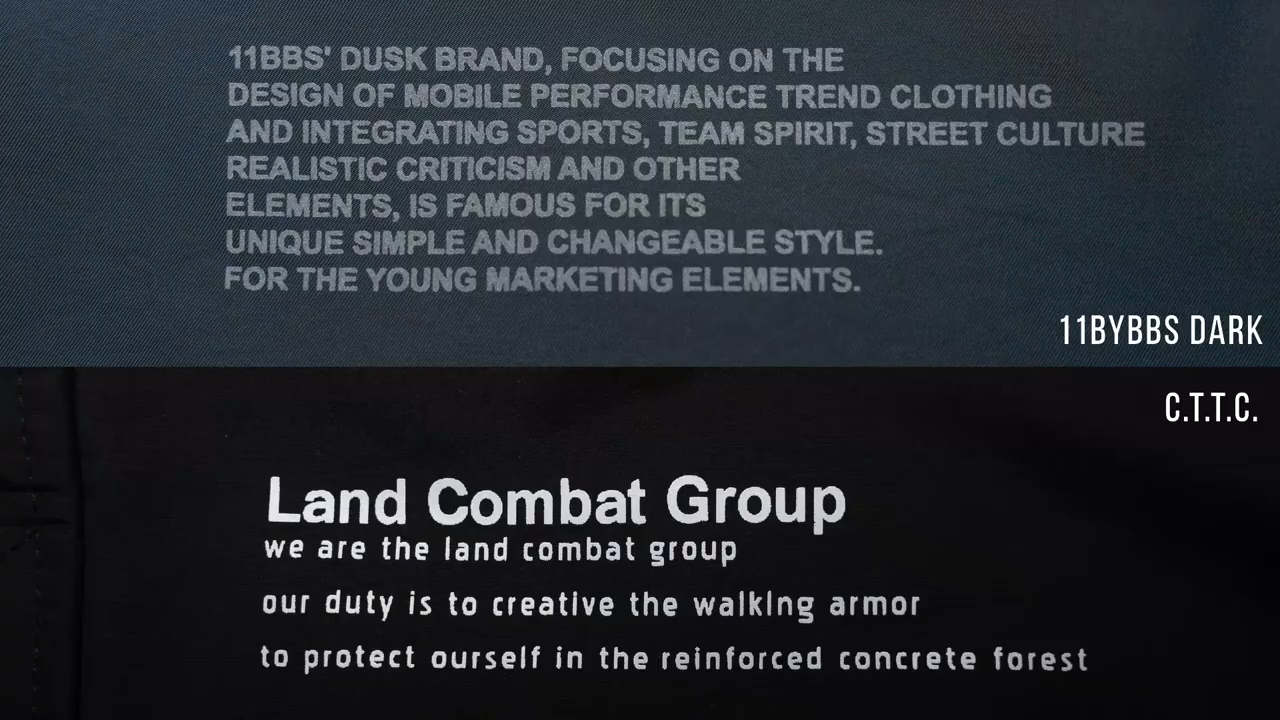 11BBS' DUSK BRAND, FOCUSING ON THE
DESIGN OF MOBILE PERFORMANCE TREND CLOTHING
AND INTEGRATING SPORTS, TEAM SPIRIT, STREET CULTURE
REALISTIC CRITICISM AND OTHER
ELEMENTS, IS FAMOUS FOR ITS
UNIQUE SIMPLE AND CHANGEABLE STYLE.
FOR THE YOUNG MARKETING ELEMENTS.
11BYBBS DARK
C.T.T.C.
Land Combat Group
we are the land combat group
our duty is to creative the walking armor
to protect ourself in the reinforced concrete forest